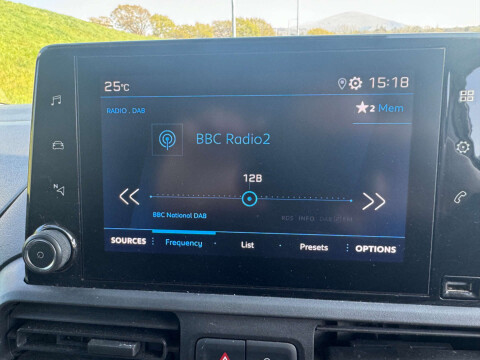 25°C 15:18
RADIO . DAB ★2 Mem
BBC Radio2
12B
BBC National DAB
SOURCES Frequency List Presets OPTIONS
N